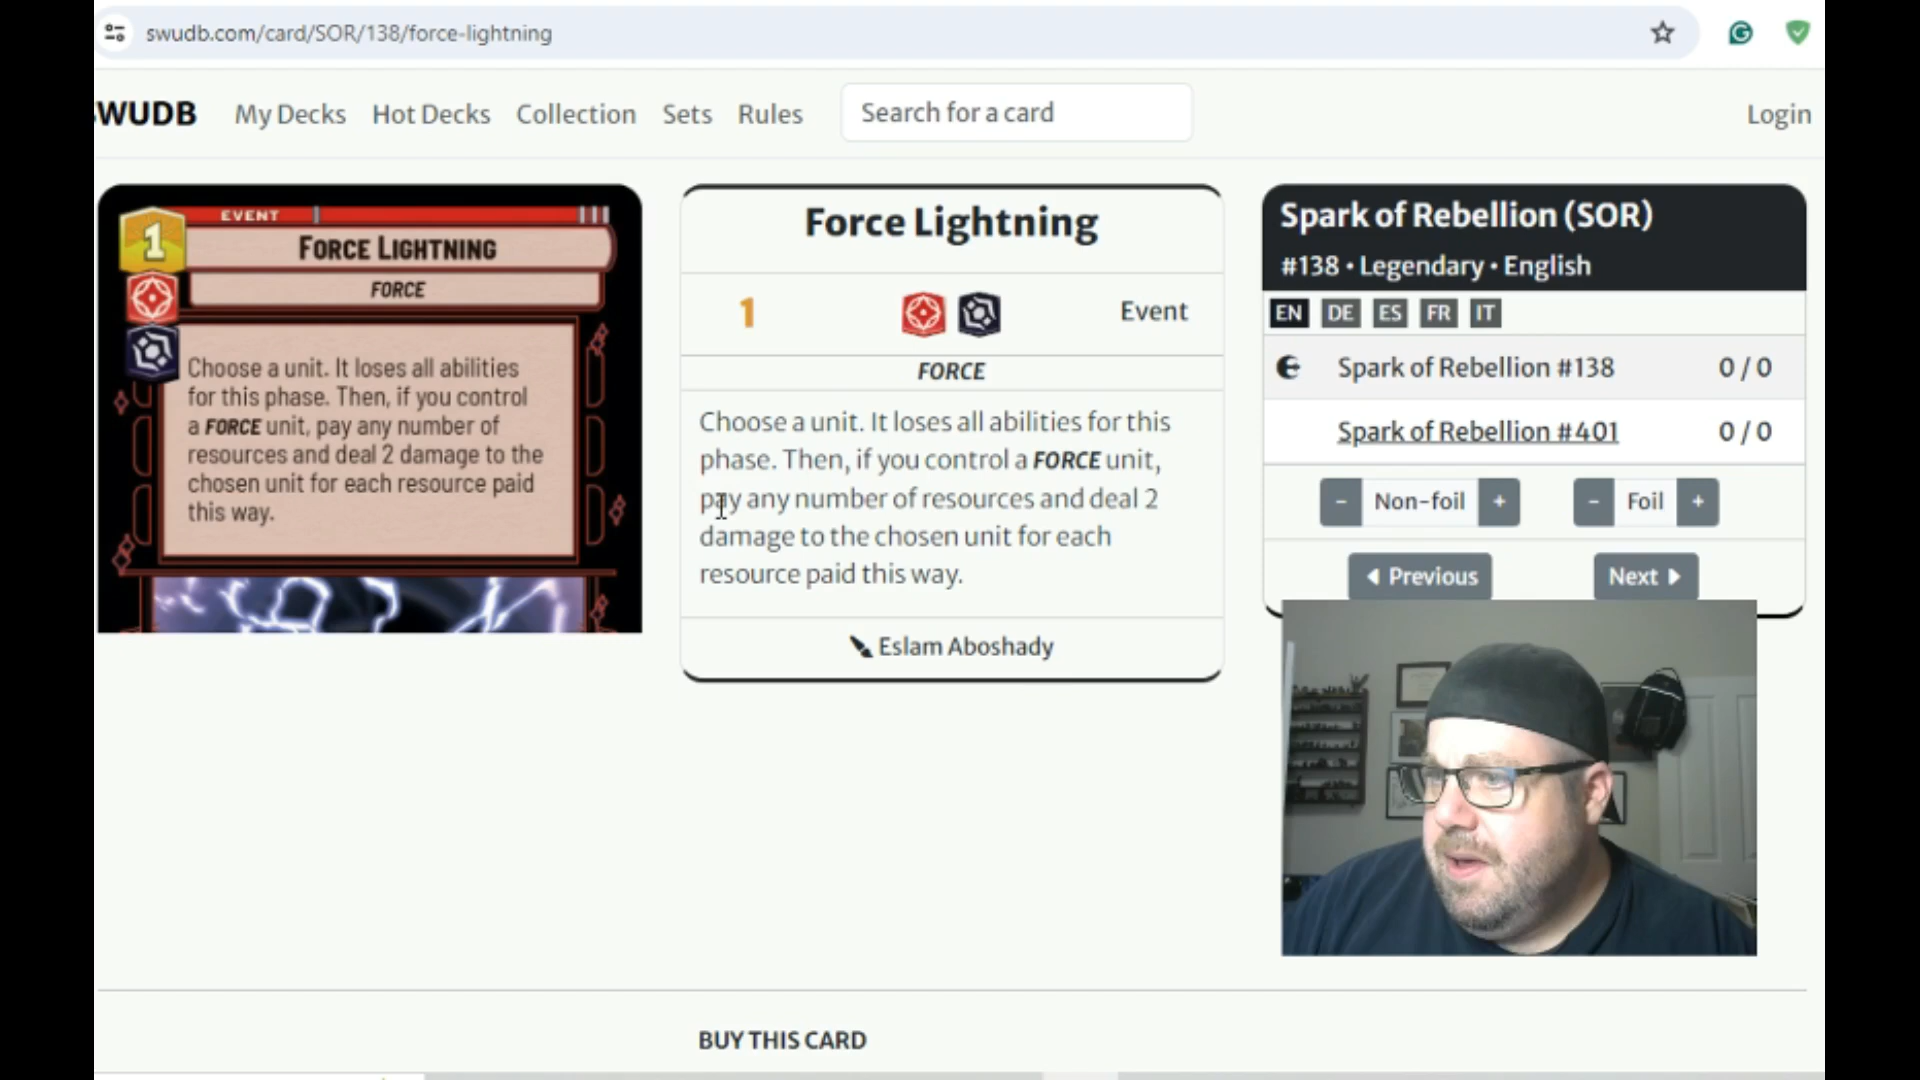 swudb.com/card/SOR/138/force-lightning
SWUDB
My Decks
Hot Decks
Collection
Sets
Rules
Search for a card
Login
EVENT
1
FORCE LIGHTNING
FORCE
Choose a unit. It loses all abilities
for this phase. Then, if you control
a FORCE unit, pay any number of
resources and deal 2 damage to the
chosen unit for each resource paid
this way.
Force Lightning
1
Event
FORCE
Choose a unit. It loses all abilities for this
phase. Then, if you control a FORCE unit,
pay any number of resources and deal 2
damage to the chosen unit for each
resource paid this way.
Eslam Aboshady
Spark of Rebellion (SOR)
#138 • Legendary • English
EN DE ES FR IT
Spark of Rebellion #138 0 / 0
Spark of Rebellion #401 0 / 0
- Non-foil + - Foil +
Previous Next
BUY THIS CARD